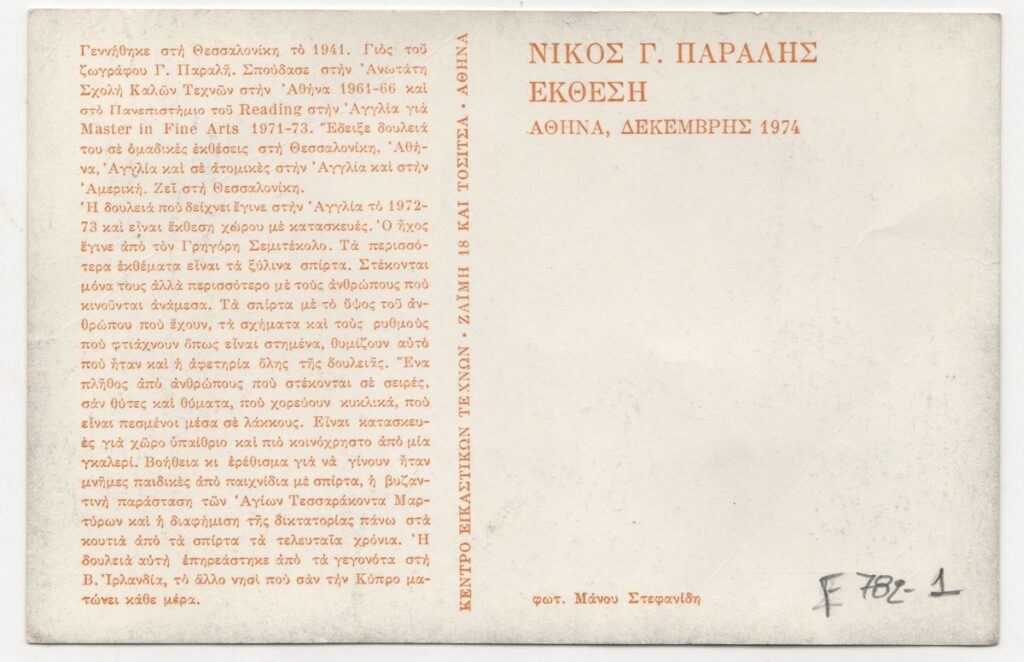 Γεννήθηκε στή Θεσσαλονίκη τό 1941. Γιός τοῦ
ζωγράφου Γ. Παραλῆ. Σπούδασε στήν Ἀνωτάτη
Σχολή Καλῶν Τεχνῶν στήν Ἀθήνα 1961-66 καί
στό Πανεπιστήμιο τοῦ Reading στήν Ἀγγλία γιά
Master in Fine Arts 1971-73. Ἔδειξε δουλειά
του σέ ὁμαδικές ἐκθέσεις στή Θεσσαλονίκη, Ἀθή-
να, Ἀγγλία καί σέ ἀτομικές στήν Ἀγγλία καί στήν
Ἀμερική. Ζεῖ στή Θεσσαλονίκη.
Ἡ δουλειά πού δείχνει ἔγινε στήν Ἀγγλία τό 1972-
73 καί εἶναι ἔκθεση χώρου μέ κατασκευές. Ὁ ἦχος
ἔγινε ἀπό τόν Γρηγόρη Σεμιτέκολο. Τά περισσό-
τερα ἐκθέματα εἶναι τά ξύλινα σπίρτα. Στέκονται
μόνα τους ἀλλά περισσότερο μέ τούς ἀνθρώπους πού
κινοῦνται ἀνάμεσα. Τά σπίρτα μέ τό ὕψος τοῦ ἀν-
θρώπου πού ἔχουν, τά σχήματα καί τούς ρυθμούς
πού φτιάχνουν ὅπως εἶναι στημένα, θυμίζουν αὐτό
πού ἦταν καί ἡ ἀφετηρία ὅλης τῆς δουλειᾶς. Ἕνα
πλῆθος ἀπό ἀνθρώπους πού στέκονται σέ σειρές,
σάν θύτες καί θύματα, πού χορεύουν κυκλικά, πού
εἶναι πεσμένοι μέσα σέ λάκκους. Εἶναι κατασκευ-
ές γιά χῶρο ὑπαίθριο καί πιό κοινόχρηστο ἀπό μία
γκαλερί. Βοήθεια κι ἐρέθισμα γιά νά γίνουν ἦταν
μνῆμες παιδικές ἀπό παιχνίδια μέ σπίρτα, ἡ βυζαν-
τινή παράσταση τῶν Ἁγίων Τεσσαράκοντα Μαρ-
τύρων καί ἡ διαφήμιση τῆς δικτατορίας πάνω στά
κουτιά ἀπό τά σπίρτα τά τελευταῖα χρόνια. Ἡ
δουλειά αὐτή ἐπηρεάστηκε ἀπό τά γεγονότα στή
Β. Ἰρλανδία, τό ἄλλο νησί πού σάν τήν Κύπρο μα-
τώνει κάθε μέρα.
ΚΕΝΤΡΟ ΕΙΚΑΣΤΙΚΩΝ ΤΕΧΝΩΝ · ΖΑΪΜΗ 18 ΚΑΙ ΤΟΣΙΤΣΑ · ΑΘΗΝΑ
ΝΙΚΟΣ Γ. ΠΑΡΑΛΗΣ
ΕΚΘΕΣΗ
ΑΘΗΝΑ, ΔΕΚΕΜΒΡΗΣ 1974
φωτ. Μάνου Στεφανίδη
F 782-1